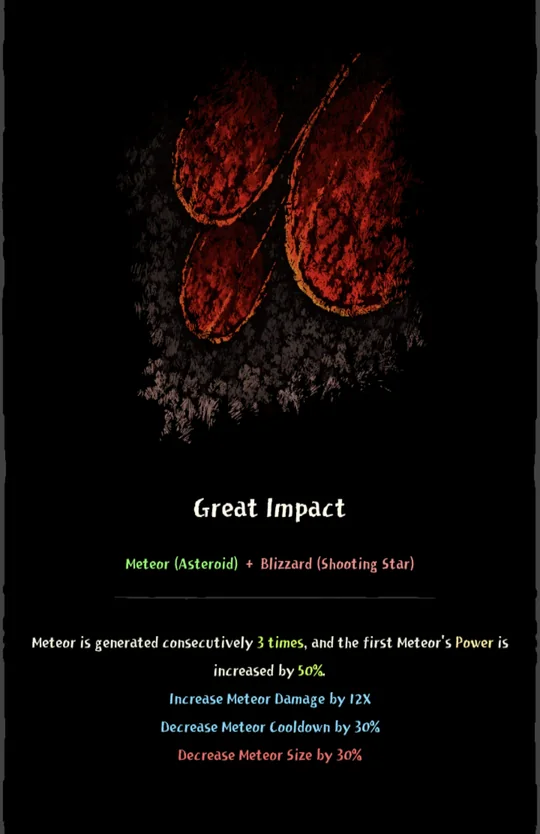 Great Impact
Meteor (Asteroid) + Blizzard (Shooting Star)
Meteor is generated consecutively 3 times, and the first Meteor's Power is
increased by 50%.
Increase Meteor Damage by 12X
Decrease Meteor Cooldown by 30%
Decrease Meteor Size by 30%